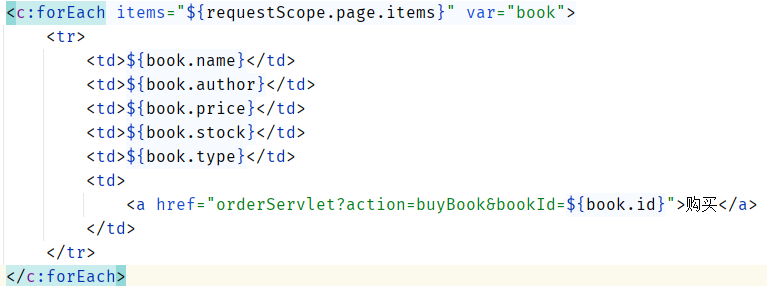 <c:forEach items="${requestScope.page.items}" var="book">
    <tr>
        <td>${book.name}</td>
        <td>${book.author}</td>
        <td>${book.price}</td>
        <td>${book.stock}</td>
        <td>${book.type}</td>
        <td>
            <a href="orderServlet?action=buyBook&bookId=${book.id}">购买</a>
        </td>
    </tr>
</c:forEach>